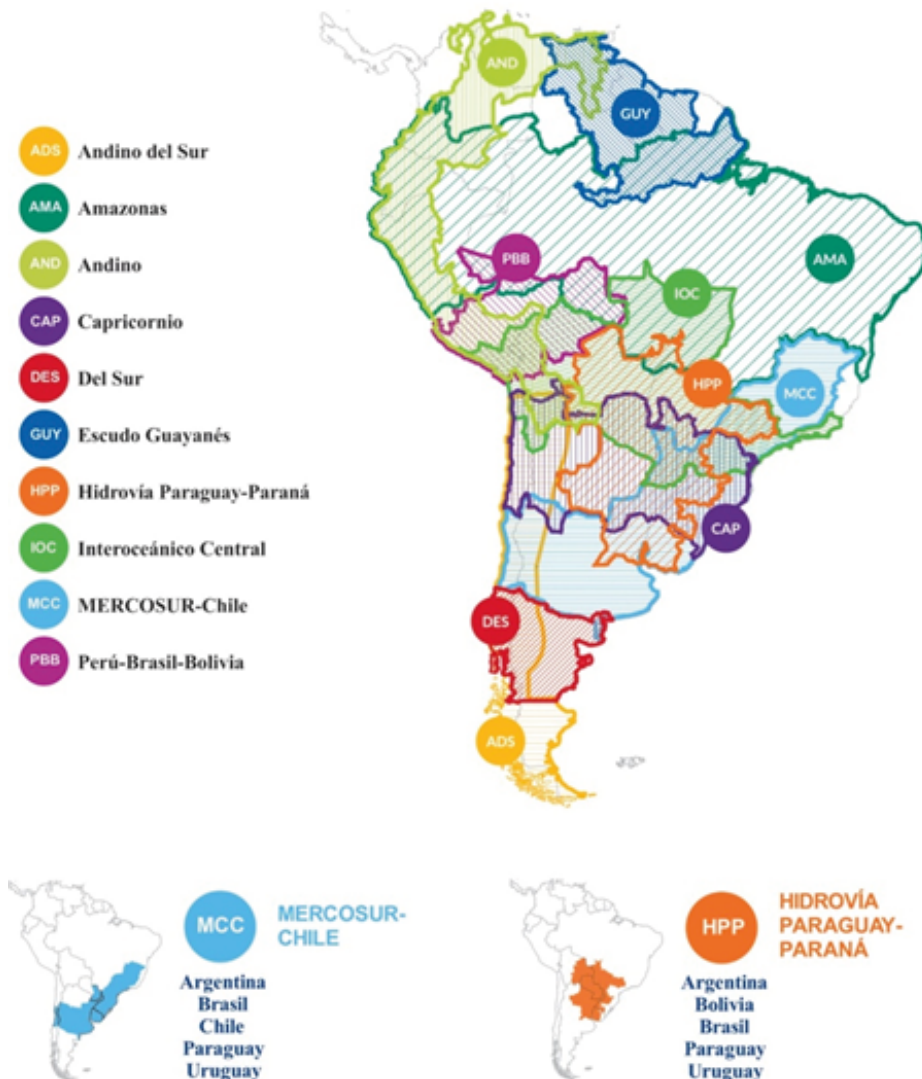 ADS Andino del Sur
AMA Amazonas
AND Andino
CAP Capricornio
DES Del Sur
GUY Escudo Guayanés
HPP Hidrovía Paraguay-Paraná
IOC Interoceánico Central
MCC MERCOSUR-Chile
PBB Perú-Brasil-Bolivia
AND
GUY
PBB
AMA
IOC
HPP
MCC
CAP
DES
ADS
MCC
MERCOSUR-
CHILE
Argentina
Brasil
Chile
Paraguay
Uruguay
HPP
HIDROVÍA
PARAGUAY-
PARANÁ
Argentina
Bolivia
Brasil
Paraguay
Uruguay